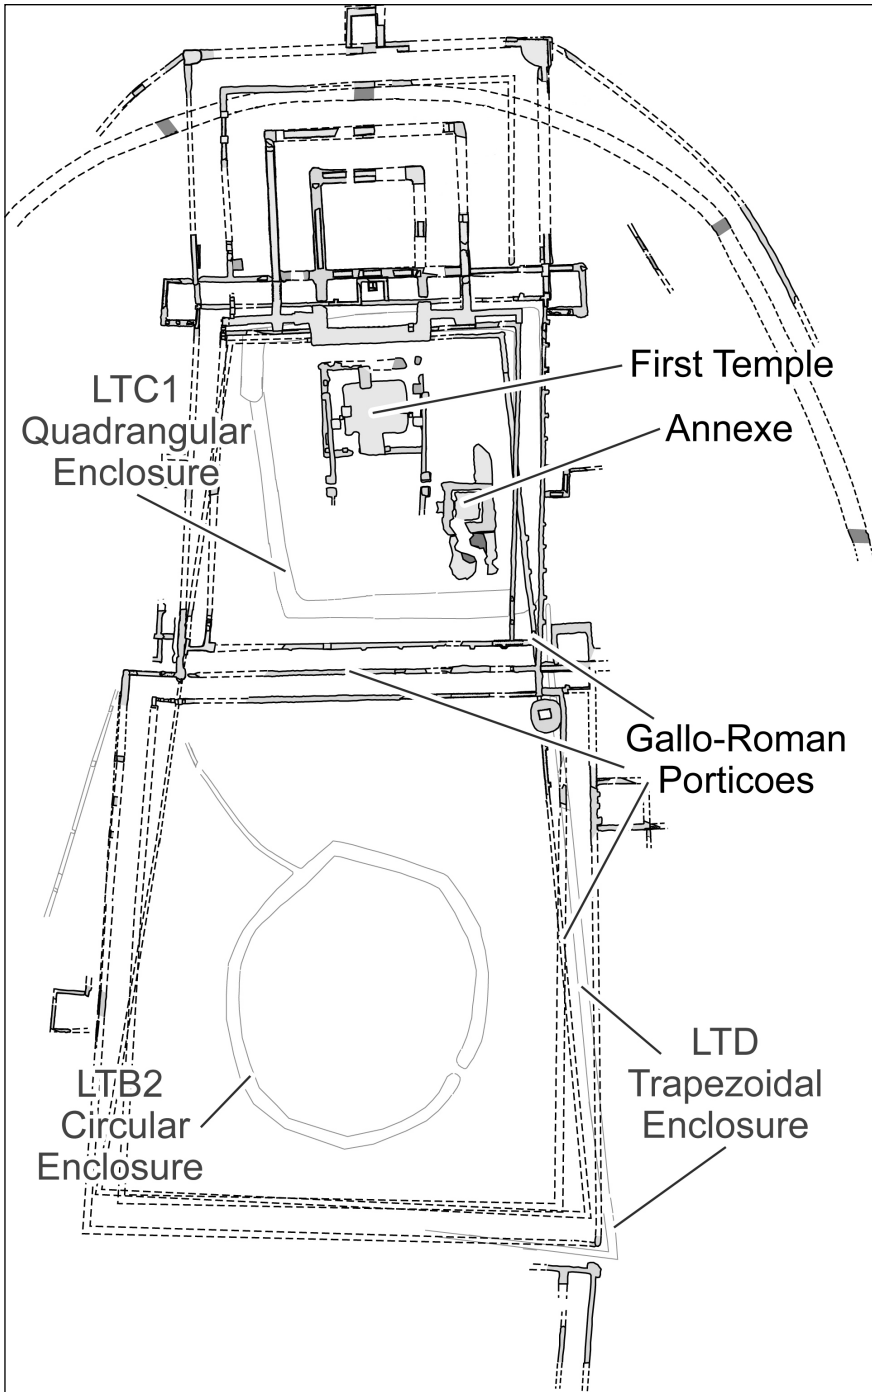 First Temple
Annexe
LTC1
Quadrangular
Enclosure
Gallo-Roman
Porticoes
LTD
Trapezoidal
Enclosure
LTB2
Circular
Enclosure